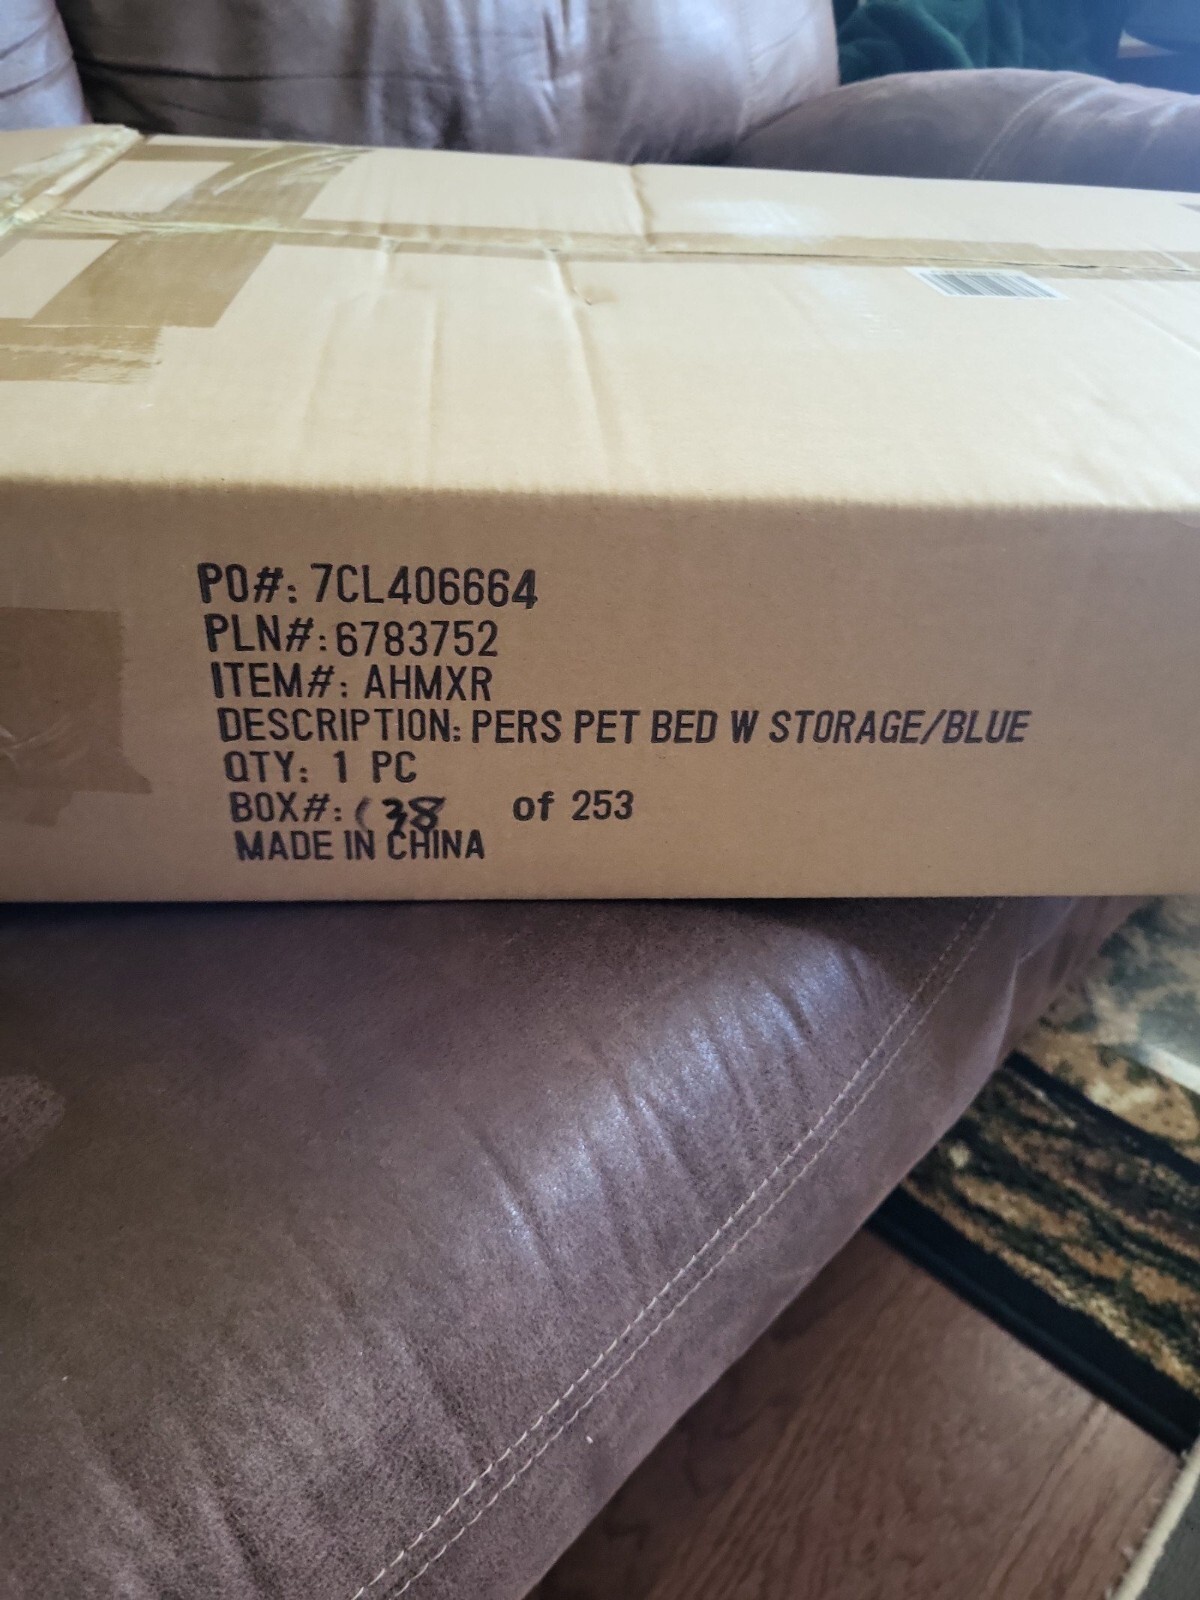 PO#: 7CL406664
PLN#: 6783752
ITEM#: AHMXR
DESCRIPTION: PERS PET BED W STORAGE/BLUE
QTY: 1 PC
BOX#: 138 of 253
MADE IN CHINA